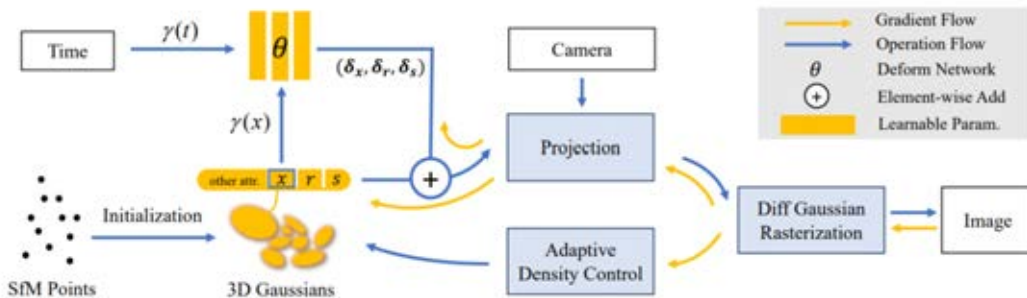 Time
γ(t)
θ
(δx, δr, δs)
Camera
Gradient Flow
Operation Flow
θ Deform Network
+ Element-wise Add
Learnable Param.
γ(x)
Projection
other attr. x r s
+
Initialization
Diff Gaussian
Rasterization
Image
Adaptive
Density Control
SfM Points
3D Gaussians